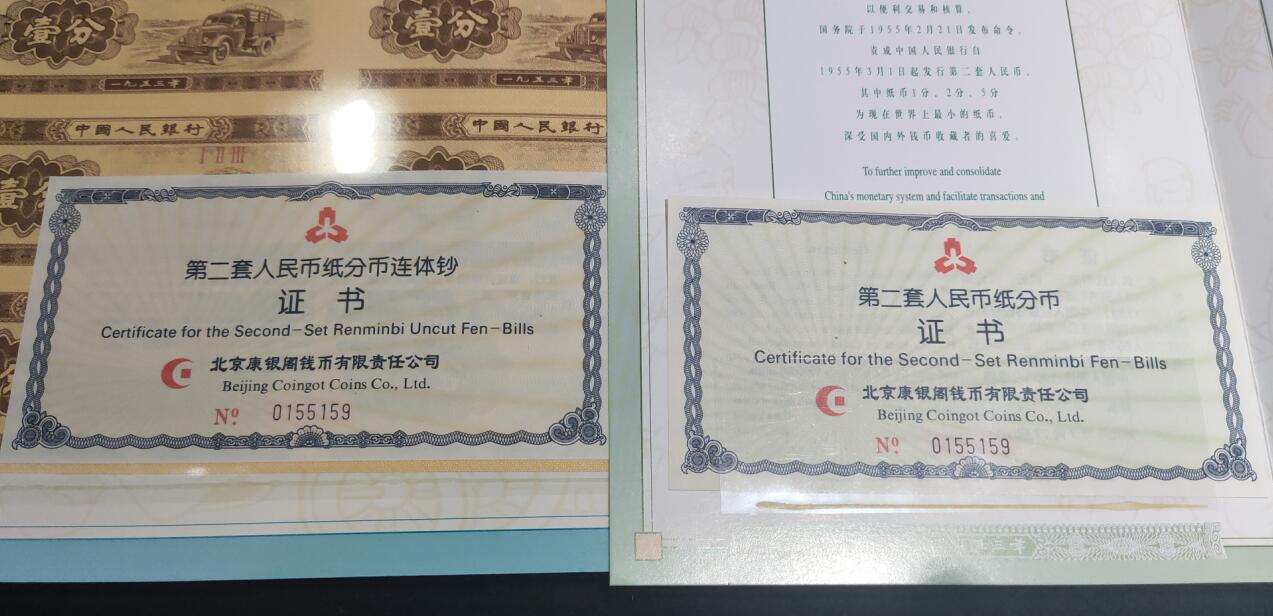 壹分
壹分
一九五三年
一九五三年
中國人民銀行
中國人民銀行
I II III
壹分
壹
第二套人民币纸分币连体钞
证 书
Certificate for the Second-Set Renminbi Uncut Fen-Bills
北京康银阁钱币有限责任公司
Beijing Coingot Coins Co., Ltd.
Nº 0155159
以便利交易和核算。
国务院于1955年2月21日发布命令,
责成中国人民银行自
1955年3月1日起发行第二套人民币。
其中纸币1分、2分、5分
为现在世界上最小的纸币,
深受国内外钱币收藏者的喜爱。
To further improve and consolidate
China's monetary system and facilitate transactions and
第二套人民币纸分币
证 书
Certificate for the Second-Set Renminbi Fen-Bills
北京康银阁钱币有限责任公司
Beijing Coingot Coins Co., Ltd.
Nº 0155159